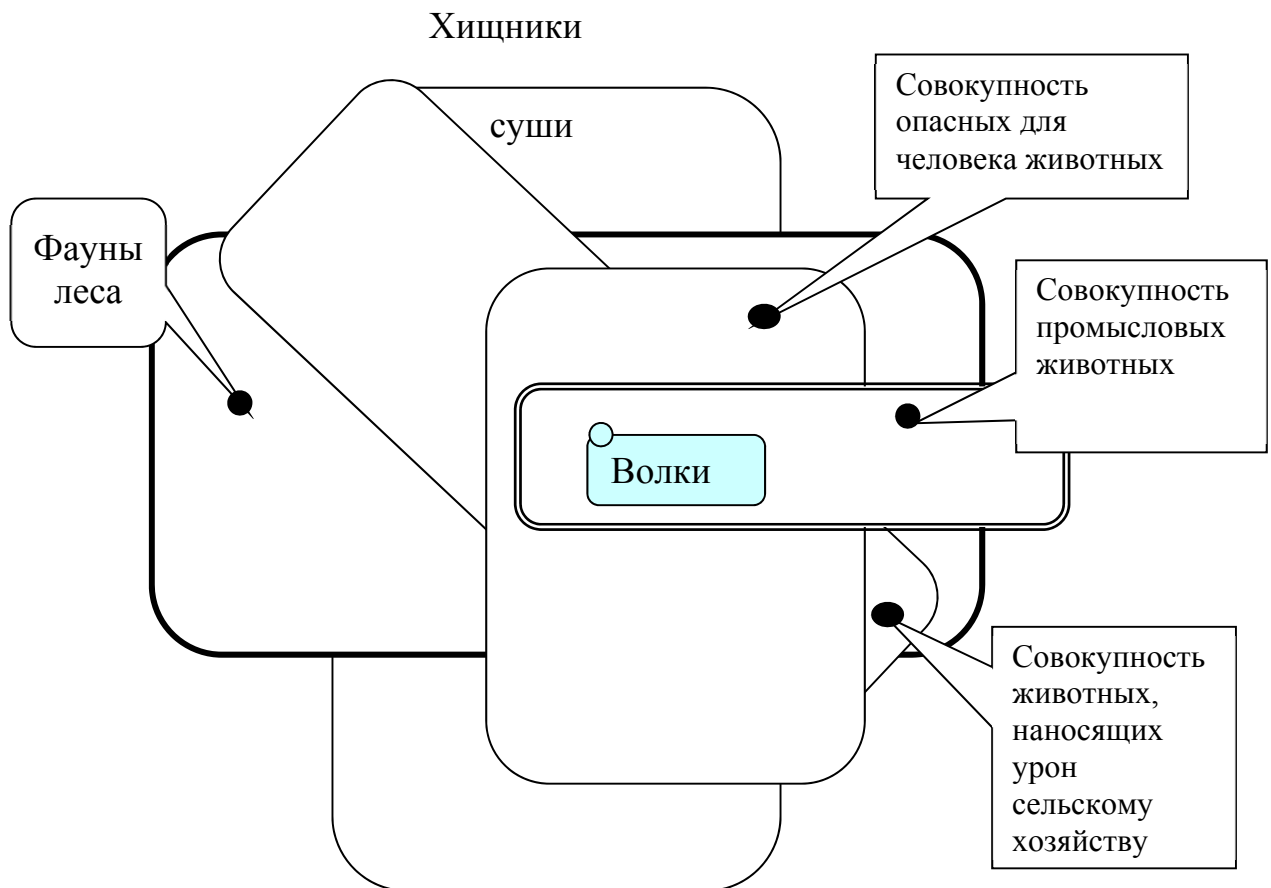 Хищники
суши
Совокупность
опасных для
человека животных
Фауны
леса
Совокупность
промысловых
животных
Волки
Совокупность
животных,
наносящих
урон
сельскому
хозяйству